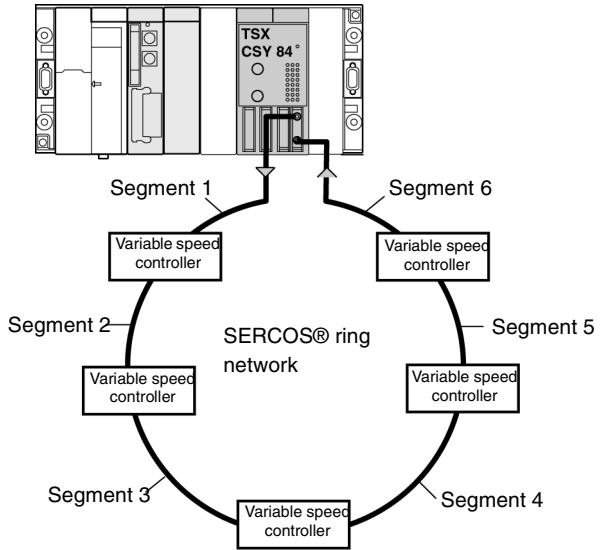 TSX
CSY 84
Segment 1
Segment 6
Variable speed
controller
Variable speed
controller
Segment 2
SERCOS® ring
network
Segment 5
Variable speed
controller
Variable speed
controller
Segment 3
Segment 4
Variable speed
controller